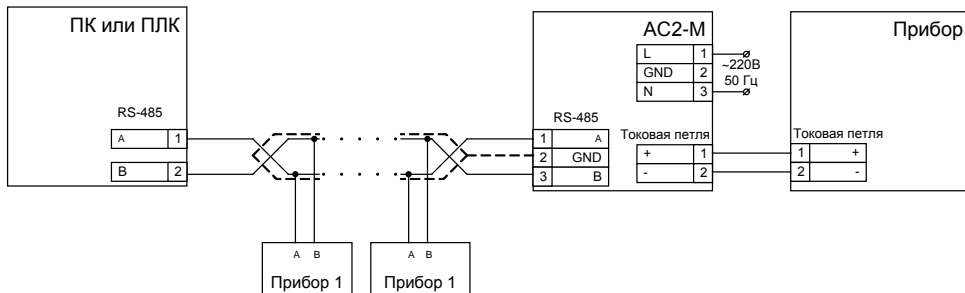 ПК или ПЛК
RS-485
A 1
B 2
A B
Прибор 1
A B
Прибор 1
АС2-М
L 1
GND 2
N 3
~220В
50 Гц
RS-485
1 A
2 GND
3 B
Токовая петля
+ 1
- 2
Прибор
Токовая петля
1 +
2 -